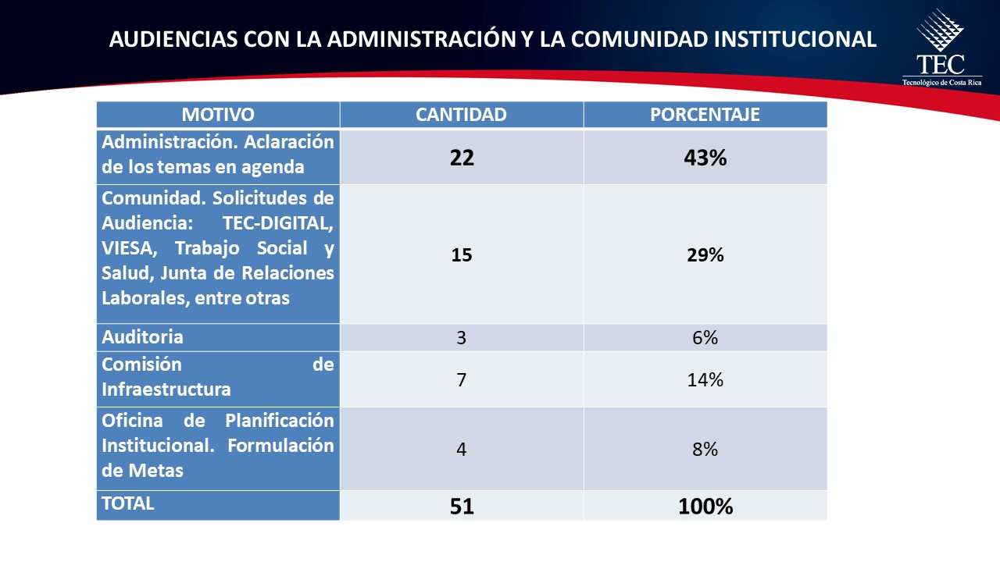 AUDIENCIAS CON LA ADMINISTRACIÓN Y LA COMUNIDAD INSTITUCIONAL
TEC
Tecnológico de Costa Rica
MOTIVO CANTIDAD PORCENTAJE
Administración. Aclaración
de los temas en agenda
22 43%
Comunidad. Solicitudes de
Audiencia: TEC-DIGITAL,
VIESA, Trabajo Social y
Salud, Junta de Relaciones
Laborales, entre otras
15 29%
Auditoria 3 6%
Comisión de
Infraestructura
7 14%
Oficina de Planificación
Institucional. Formulación
de Metas
4 8%
TOTAL 51 100%